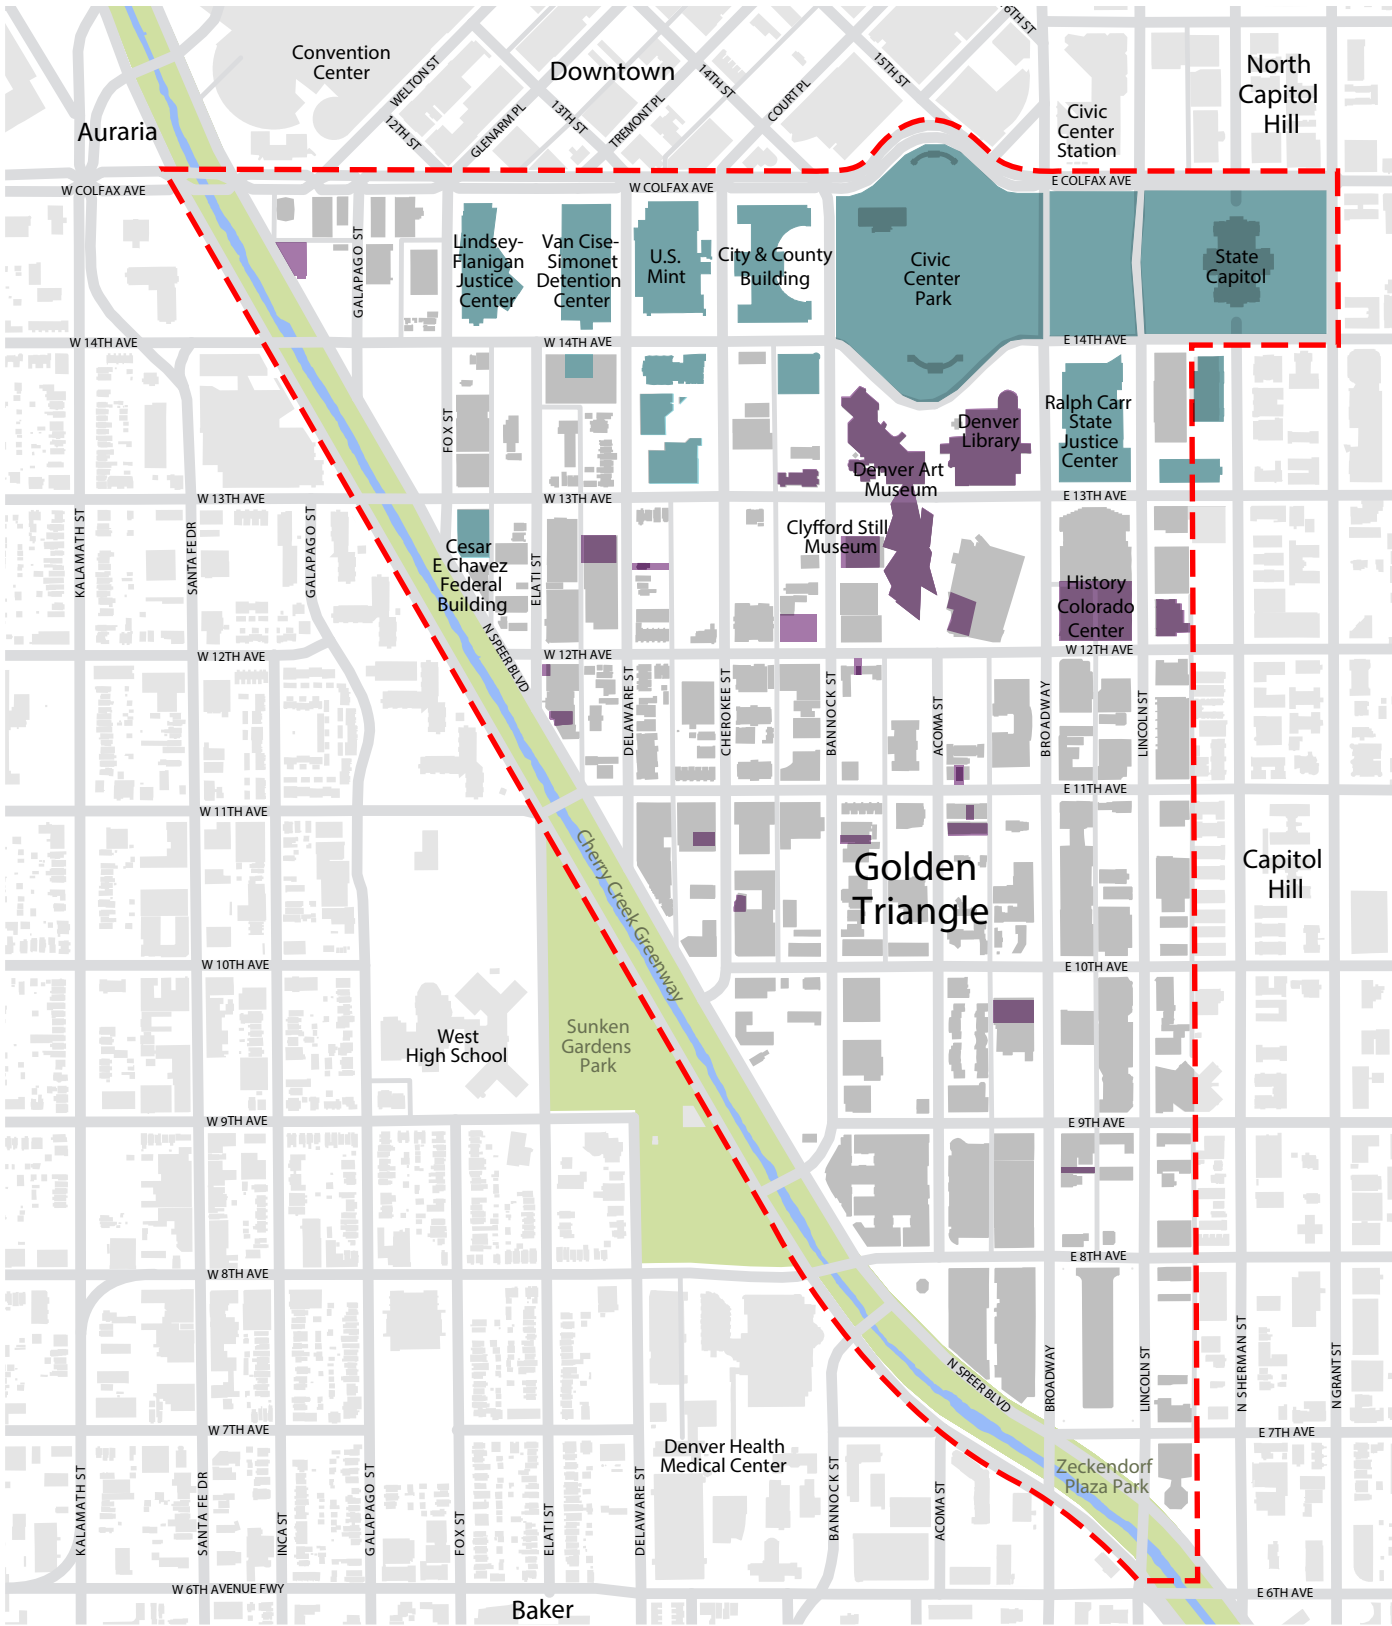 16TH ST
Convention
Center
WELTON ST
12TH ST
Downtown
GLENARM PL
13TH ST
TREMONT PL
14TH ST
COURT PL
15TH ST
Civic
Center
Station
North
Capitol
Hill
Auraria
W COLFAX AVE
W COLFAX AVE
E COLFAX AVE
GALAPAGO ST
Lindsey-
Flanigan
Justice
Center
Van Cise-
Simonet
Detention
Center
U.S.
Mint
City & County
Building
Civic
Center
Park
State
Capitol
W 14TH AVE
W 14TH AVE
E 14TH AVE
FOX ST
Denver
Library
Ralph Carr
State
Justice
Center
Denver Art
Museum
W 13TH AVE
W 13TH AVE
E 13TH AVE
KALAMATH ST
SANTA FE DR
GALAPAGO ST
Cesar
E Chavez
Federal
Building
ELATI ST
Clyfford Still
Museum
History
Colorado
Center
N SPEER BLVD
W 12TH AVE
W 12TH AVE
E 12TH AVE
DELAWARE ST
CHEROKEE ST
BANNOCK ST
ACOMA ST
BROADWAY
LINCOLN ST
W 11TH AVE
E 11TH AVE
Cherry Creek Greenway
Golden
Triangle
Capitol
Hill
W 10TH AVE
E 10TH AVE
West
High School
Sunken
Gardens
Park
W 9TH AVE
E 9TH AVE
W 8TH AVE
E 8TH AVE
N SPEER BLVD
BROADWAY
LINCOLN ST
N SHERMAN ST
N GRANT ST
W 7TH AVE
E 7TH AVE
Denver Health
Medical Center
Zeckendorf
Plaza Park
KALAMATH ST
SANTA FE DR
INCA ST
GALAPAGO ST
FOX ST
ELATI ST
DELAWARE ST
BANNOCK ST
ACOMA ST
W 6TH AVENUE FWY
E 6TH AVE
Baker